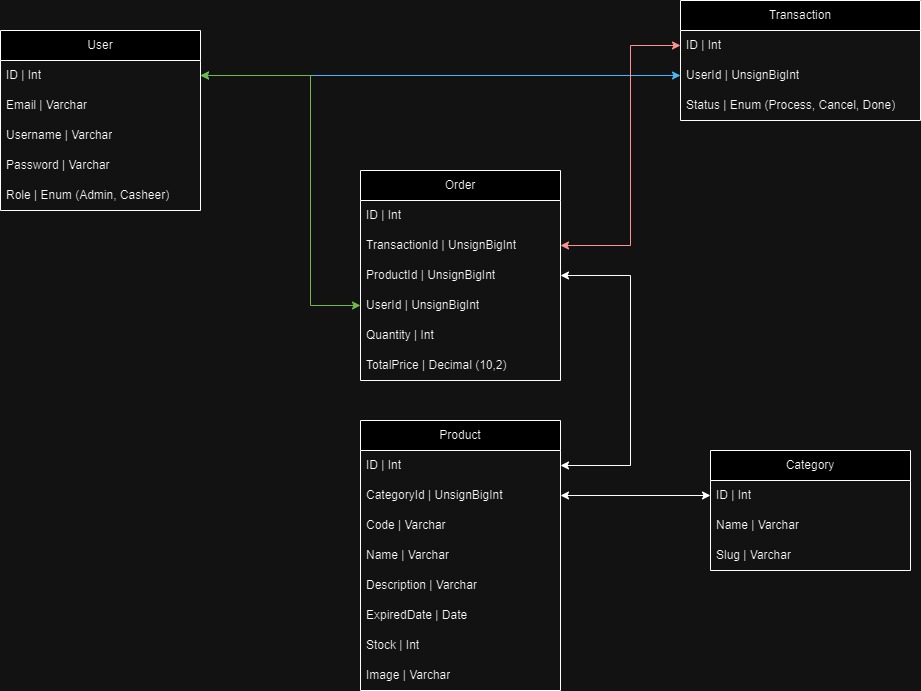 Transaction
ID | Int
UserId | UnsignBigInt
Status | Enum (Process, Cancel, Done)
User
ID | Int
Email | Varchar
Username | Varchar
Password | Varchar
Role | Enum (Admin, Casheer)
Order
ID | Int
TransactionId | UnsignBigInt
ProductId | UnsignBigInt
UserId | UnsignBigInt
Quantity | Int
TotalPrice | Decimal (10,2)
Product
ID | Int
CategoryId | UnsignBigInt
Code | Varchar
Name | Varchar
Description | Varchar
ExpiredDate | Date
Stock | Int
Image | Varchar
Category
ID | Int
Name | Varchar
Slug | Varchar